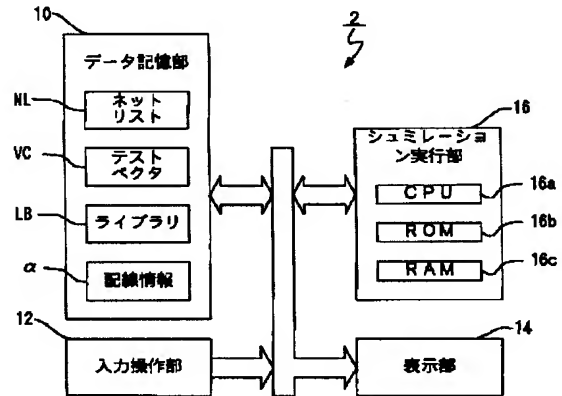 10
2
データ記憶部
NL
ネット
リスト
VC
テスト
ベクタ
LB
ライブラリ
α
配線情報
16
シュミレーショ
ン実行部
CPU
16a
ROM
16b
RAM
16c
12
入力操作部
14
表示部